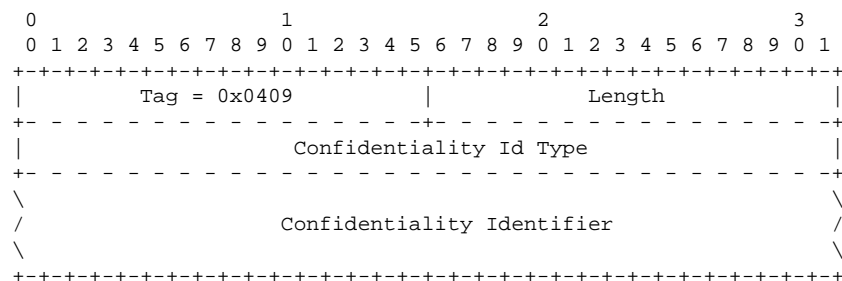 0                   1                   2                   3
 0 1 2 3 4 5 6 7 8 9 0 1 2 3 4 5 6 7 8 9 0 1 2 3 4 5 6 7 8 9 0 1
+-+-+-+-+-+-+-+-+-+-+-+-+-+-+-+-+-+-+-+-+-+-+-+-+-+-+-+-+-+-+-+-+
|         Tag = 0x0409          |            Length             |
+- - - - - - - - - - - - - - - -+- - - - - - - - - - - - - - - -+
|                     Confidentiality Id Type                   |
+- - - - - - - - - - - - - - - - - - - - - - - - - - - - - - - -+
\                                                               \
/                    Confidentiality Identifier                 /
\                                                               \
+-+-+-+-+-+-+-+-+-+-+-+-+-+-+-+-+-+-+-+-+-+-+-+-+-+-+-+-+-+-+-+-+